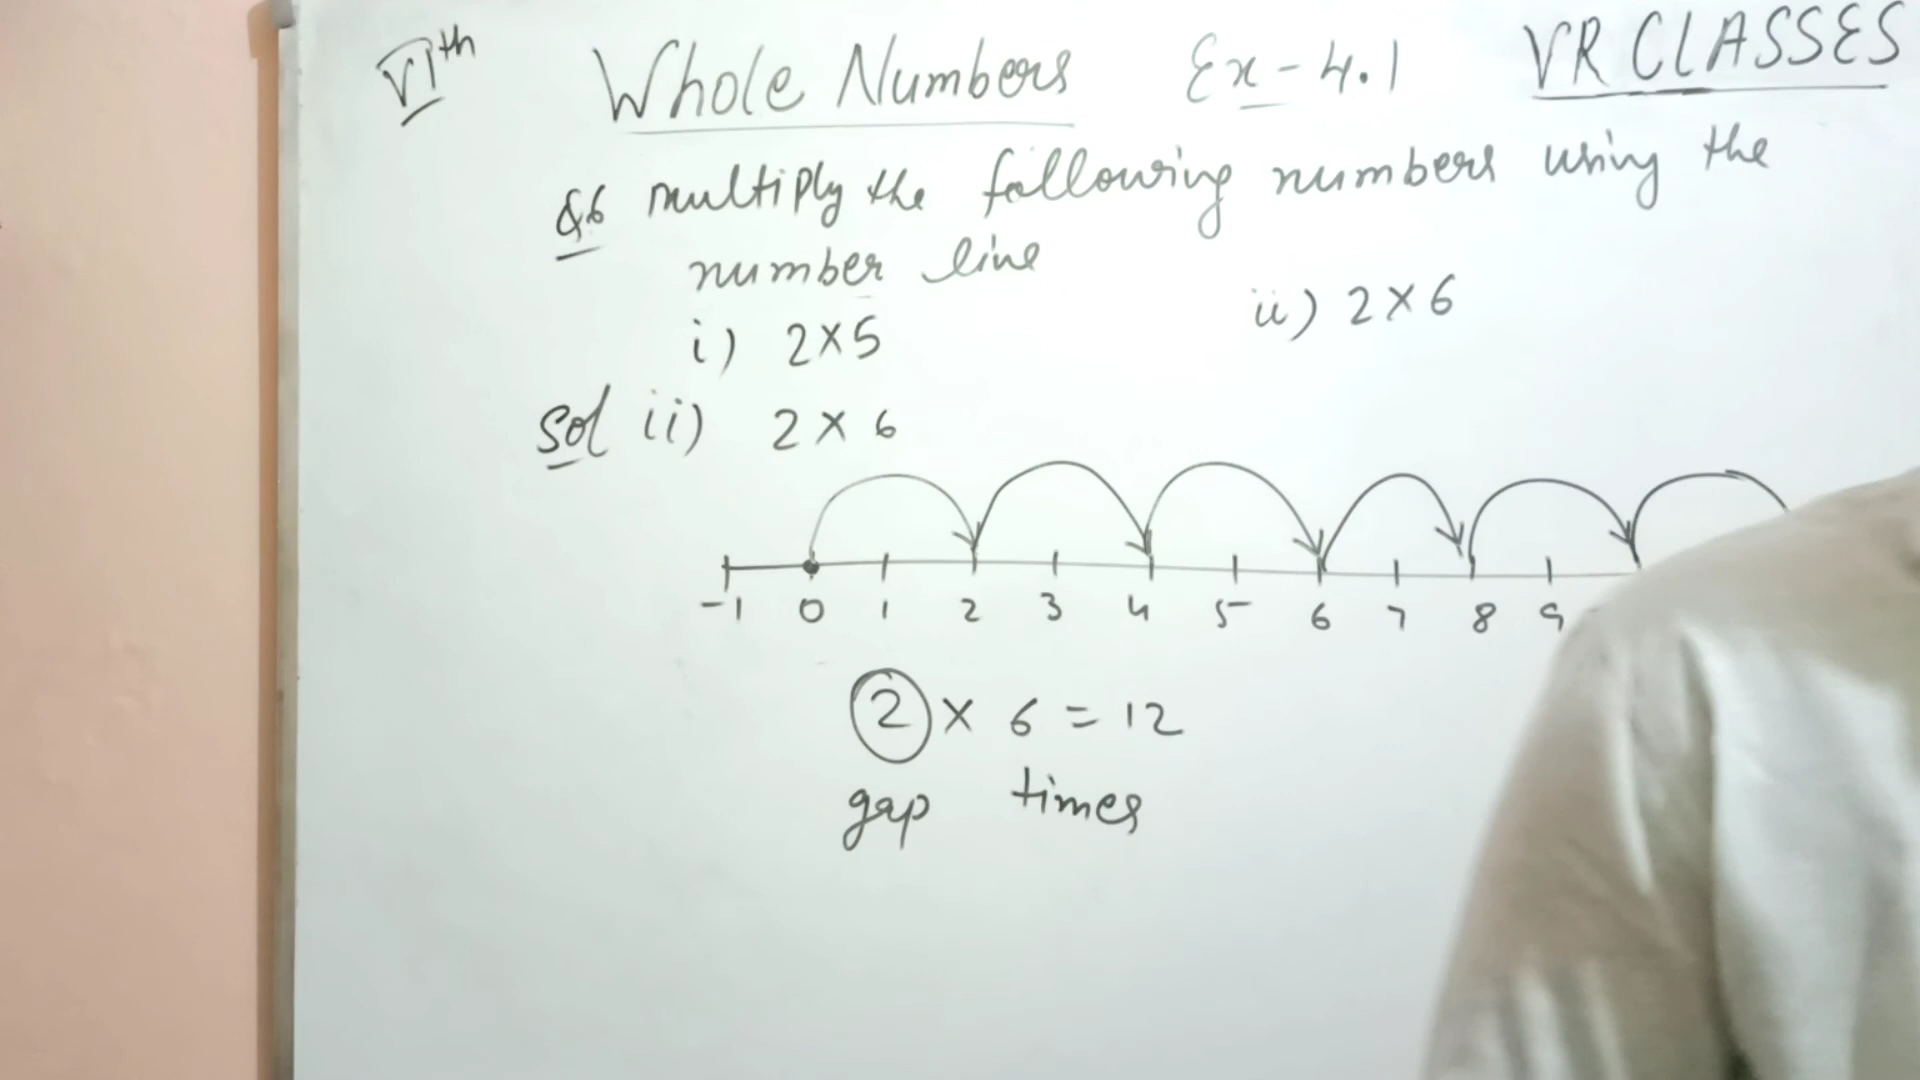 VIth Whole Numbers Ex-4.1 VR CLASSES
Q6 Multiply the following numbers using the
number line
i) 2×5 ii) 2×6
Sol ii) 2×6
-1 0 1 2 3 4 5 6 7 8 9
2 × 6 = 12
gap times